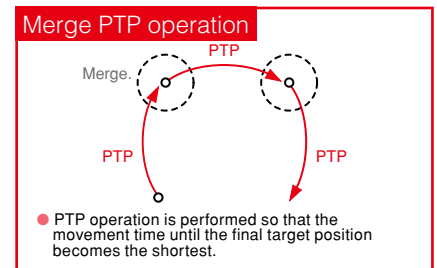 Merge PTP operation
PTP
Merge.
PTP
PTP
● PTP operation is performed so that the
movement time until the final target position
becomes the shortest.